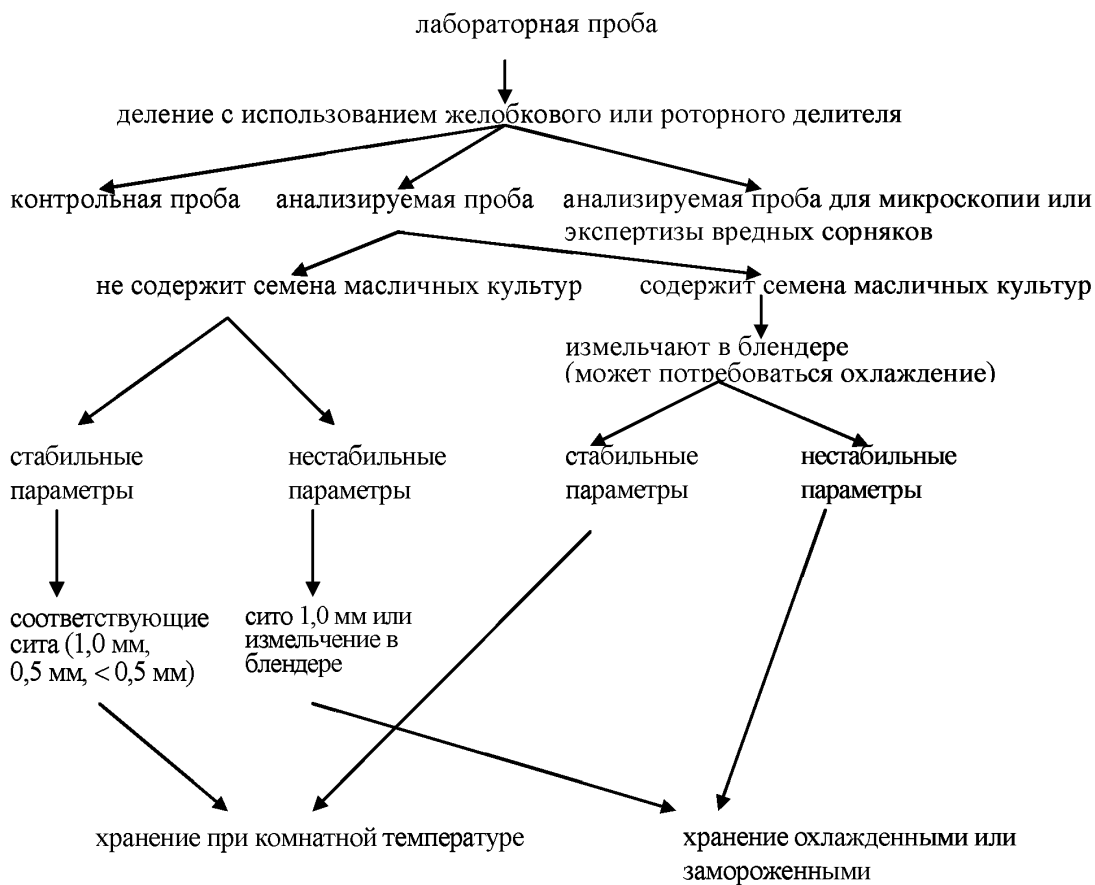 лабораторная проба
деление с использованием желобкового или роторного делителя
контрольная проба
анализируемая проба
анализируемая проба для микроскопии или
экспертизы вредных сорняков
не содержит семена масличных культур
содержит семена масличных культур
измельчают в блендере
(может потребоваться охлаждение)
стабильные
параметры
нестабильные
параметры
стабильные
параметры
нестабильные
параметры
соответствующие
сита (1,0 мм,
0,5 мм, < 0,5 мм)
сито 1,0 мм или
измельчение в
блендере
хранение при комнатной температуре
хранение охлажденными или
замороженными